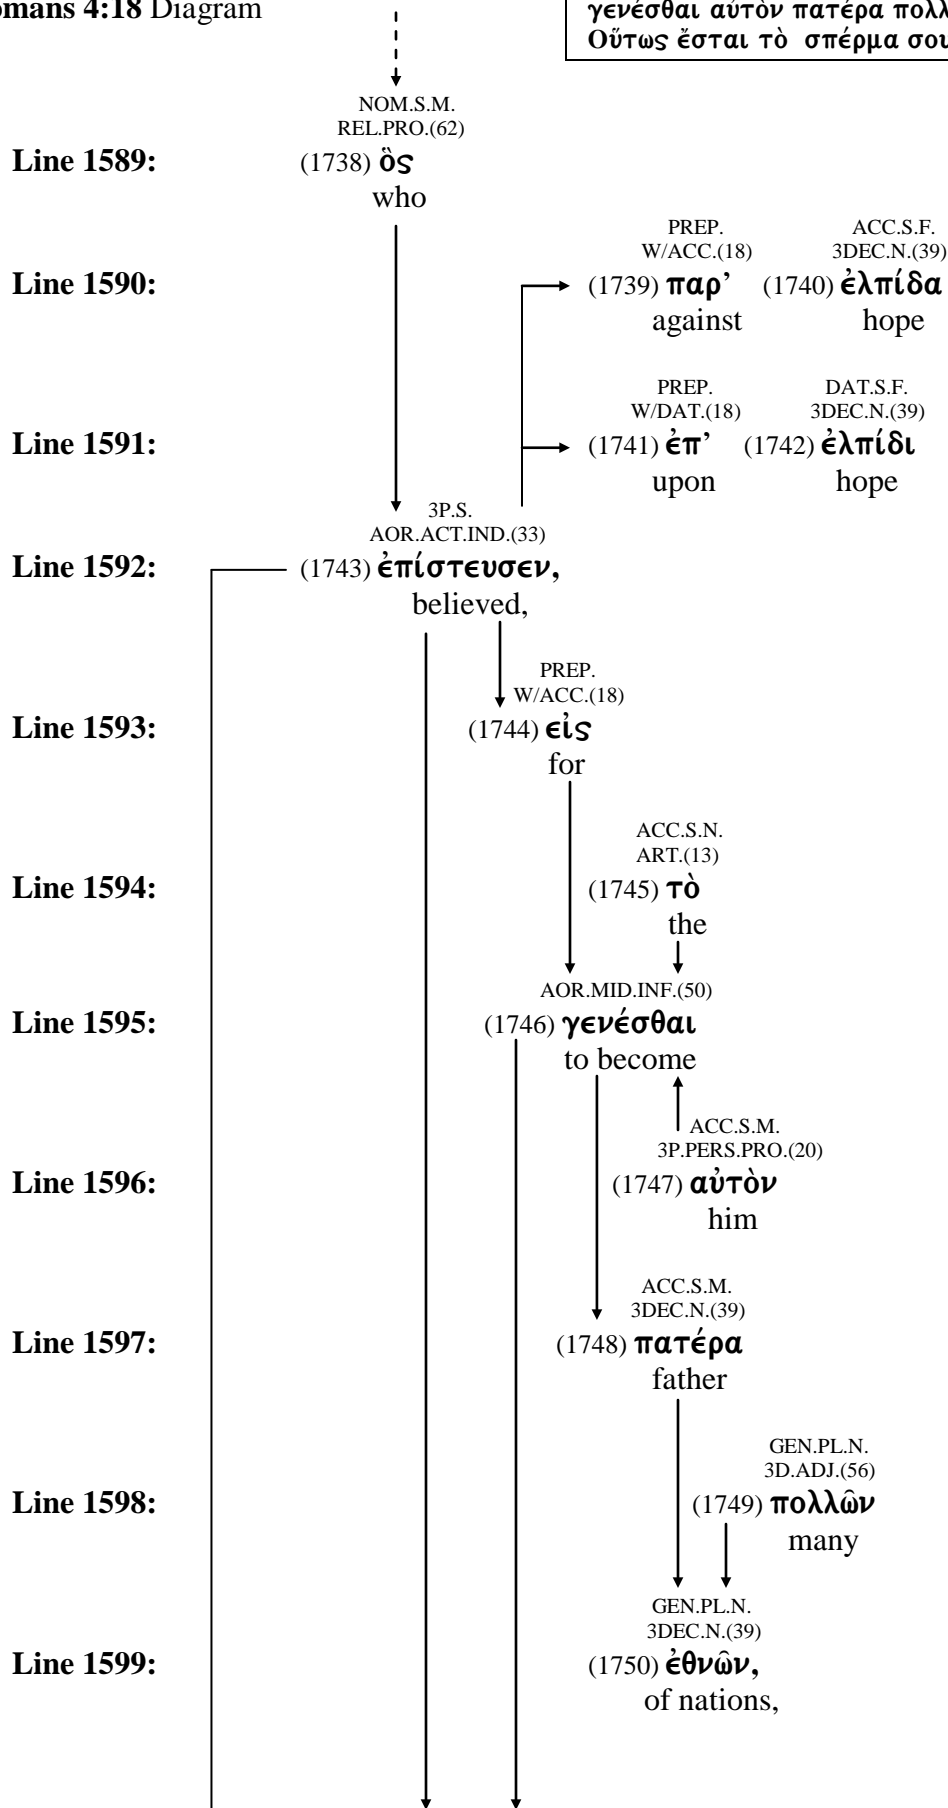 omans 4:18 Diagram
γενέσθαι αὐτὸν πατέρα πολλ
Οὕτως ἔσται τὸ σπέρμα σου
NOM.S.M.
REL.PRO.(62)
Line 1589: (1738) ὃς
who
PREP. ACC.S.F.
W/ACC.(18) 3DEC.N.(39)
Line 1590: (1739) παρ’ (1740) ἐλπίδα
against hope
PREP. DAT.S.F.
W/DAT.(18) 3DEC.N.(39)
Line 1591: (1741) ἐπ’ (1742) ἐλπίδι
upon hope
3P.S.
AOR.ACT.IND.(33)
Line 1592: (1743) ἐπίστευσεν,
believed,
PREP.
W/ACC.(18)
Line 1593: (1744) εἰς
for
ACC.S.N.
ART.(13)
Line 1594: (1745) τὸ
the
AOR.MID.INF.(50)
Line 1595: (1746) γενέσθαι
to become
ACC.S.M.
3P.PERS.PRO.(20)
Line 1596: (1747) αὐτὸν
him
ACC.S.M.
3DEC.N.(39)
Line 1597: (1748) πατέρα
father
GEN.PL.N.
3D.ADJ.(56)
Line 1598: (1749) πολλῶν
many
GEN.PL.N.
3DEC.N.(39)
Line 1599: (1750) ἐθνῶν,
of nations,